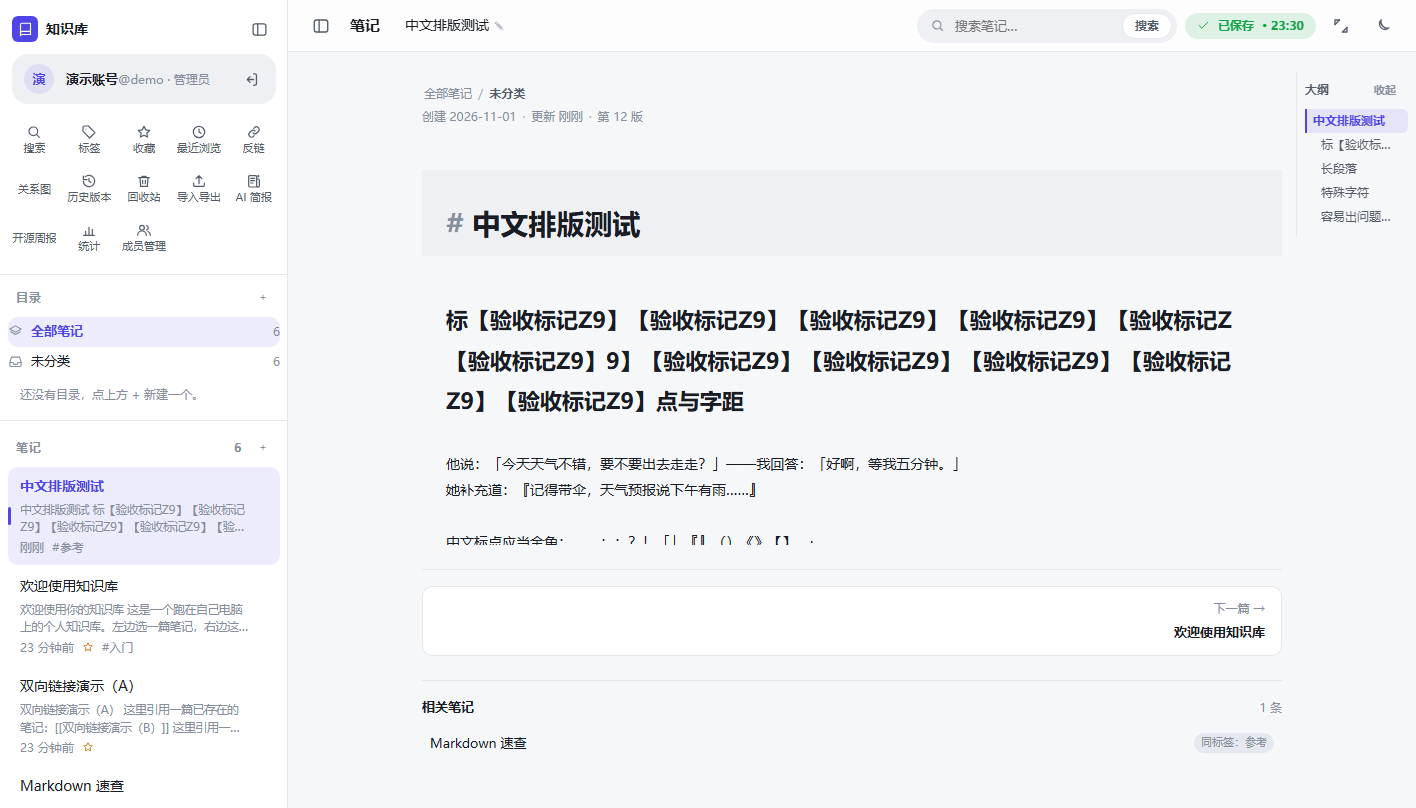 知识库
演 演示账号@demo · 管理员
搜索 标签 收藏 最近浏览 反链
关系图 历史版本 回收站 导入导出 AI 简报
开源周报 统计 成员管理
目录 +
全部笔记 6
未分类 6
还没有目录，点上方 + 新建一个。
笔记 6 +
中文排版测试
中文排版测试 标【验收标记Z9】【验收标记
Z9】【验收标记Z9】【验收标记Z9】【验...
刚刚 #参考
欢迎使用知识库
欢迎使用你的知识库 这是一个跑在自己电脑
上的个人知识库。左边选一篇笔记，右边这...
23 分钟前 #入门
双向链接演示（A）
双向链接演示（A） 这里引用一篇已存在的
笔记：[[双向链接演示（B）]] 这里引用一...
23 分钟前
Markdown 速查
笔记 中文排版测试
搜索笔记... 搜索
已保存 • 23:30
全部笔记 / 未分类
创建 2026-11-01 · 更新 刚刚 · 第 12 版
# 中文排版测试
标【验收标记Z9】【验收标记Z9】【验收标记Z9】【验收标记Z9】【验收标记Z
【验收标记Z9】9】【验收标记Z9】【验收标记Z9】【验收标记Z9】【验收标记
Z9】【验收标记Z9】点与字距
他说：「今天天气不错，要不要出去走走？」——我回答：「好啊，等我五分钟。」
她补充道：『记得带伞，天气预报说下午有雨……』
下一篇 →
欢迎使用知识库
相关笔记 1 条
Markdown 速查 同标签：参考
大纲 收起
中文排版测试
标【验收标...
长段落
特殊字符
容易出问题...